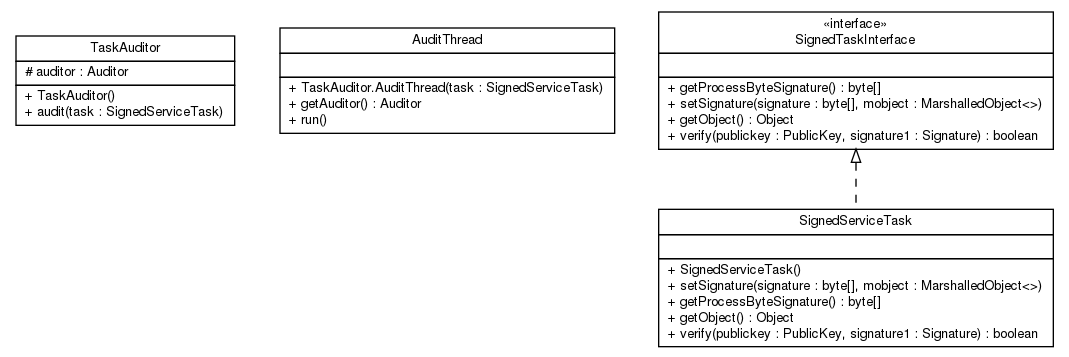 TaskAuditor
# auditor : Auditor
+ TaskAuditor()
+ audit(task : SignedServiceTask)
AuditThread
+ TaskAuditor.AuditThread(task : SignedServiceTask)
+ getAuditor() : Auditor
+ run()
«interface»
SignedTaskInterface
+ getProcessByteSignature() : byte[]
+ setSignature(signature : byte[], mobject : MarshalledObject<>)
+ getObject() : Object
+ verify(publickey : PublicKey, signature1 : Signature) : boolean
SignedServiceTask
+ SignedServiceTask()
+ setSignature(signature : byte[], mobject : MarshalledObject<>)
+ getProcessByteSignature() : byte[]
+ getObject() : Object
+ verify(publickey : PublicKey, signature1 : Signature) : boolean